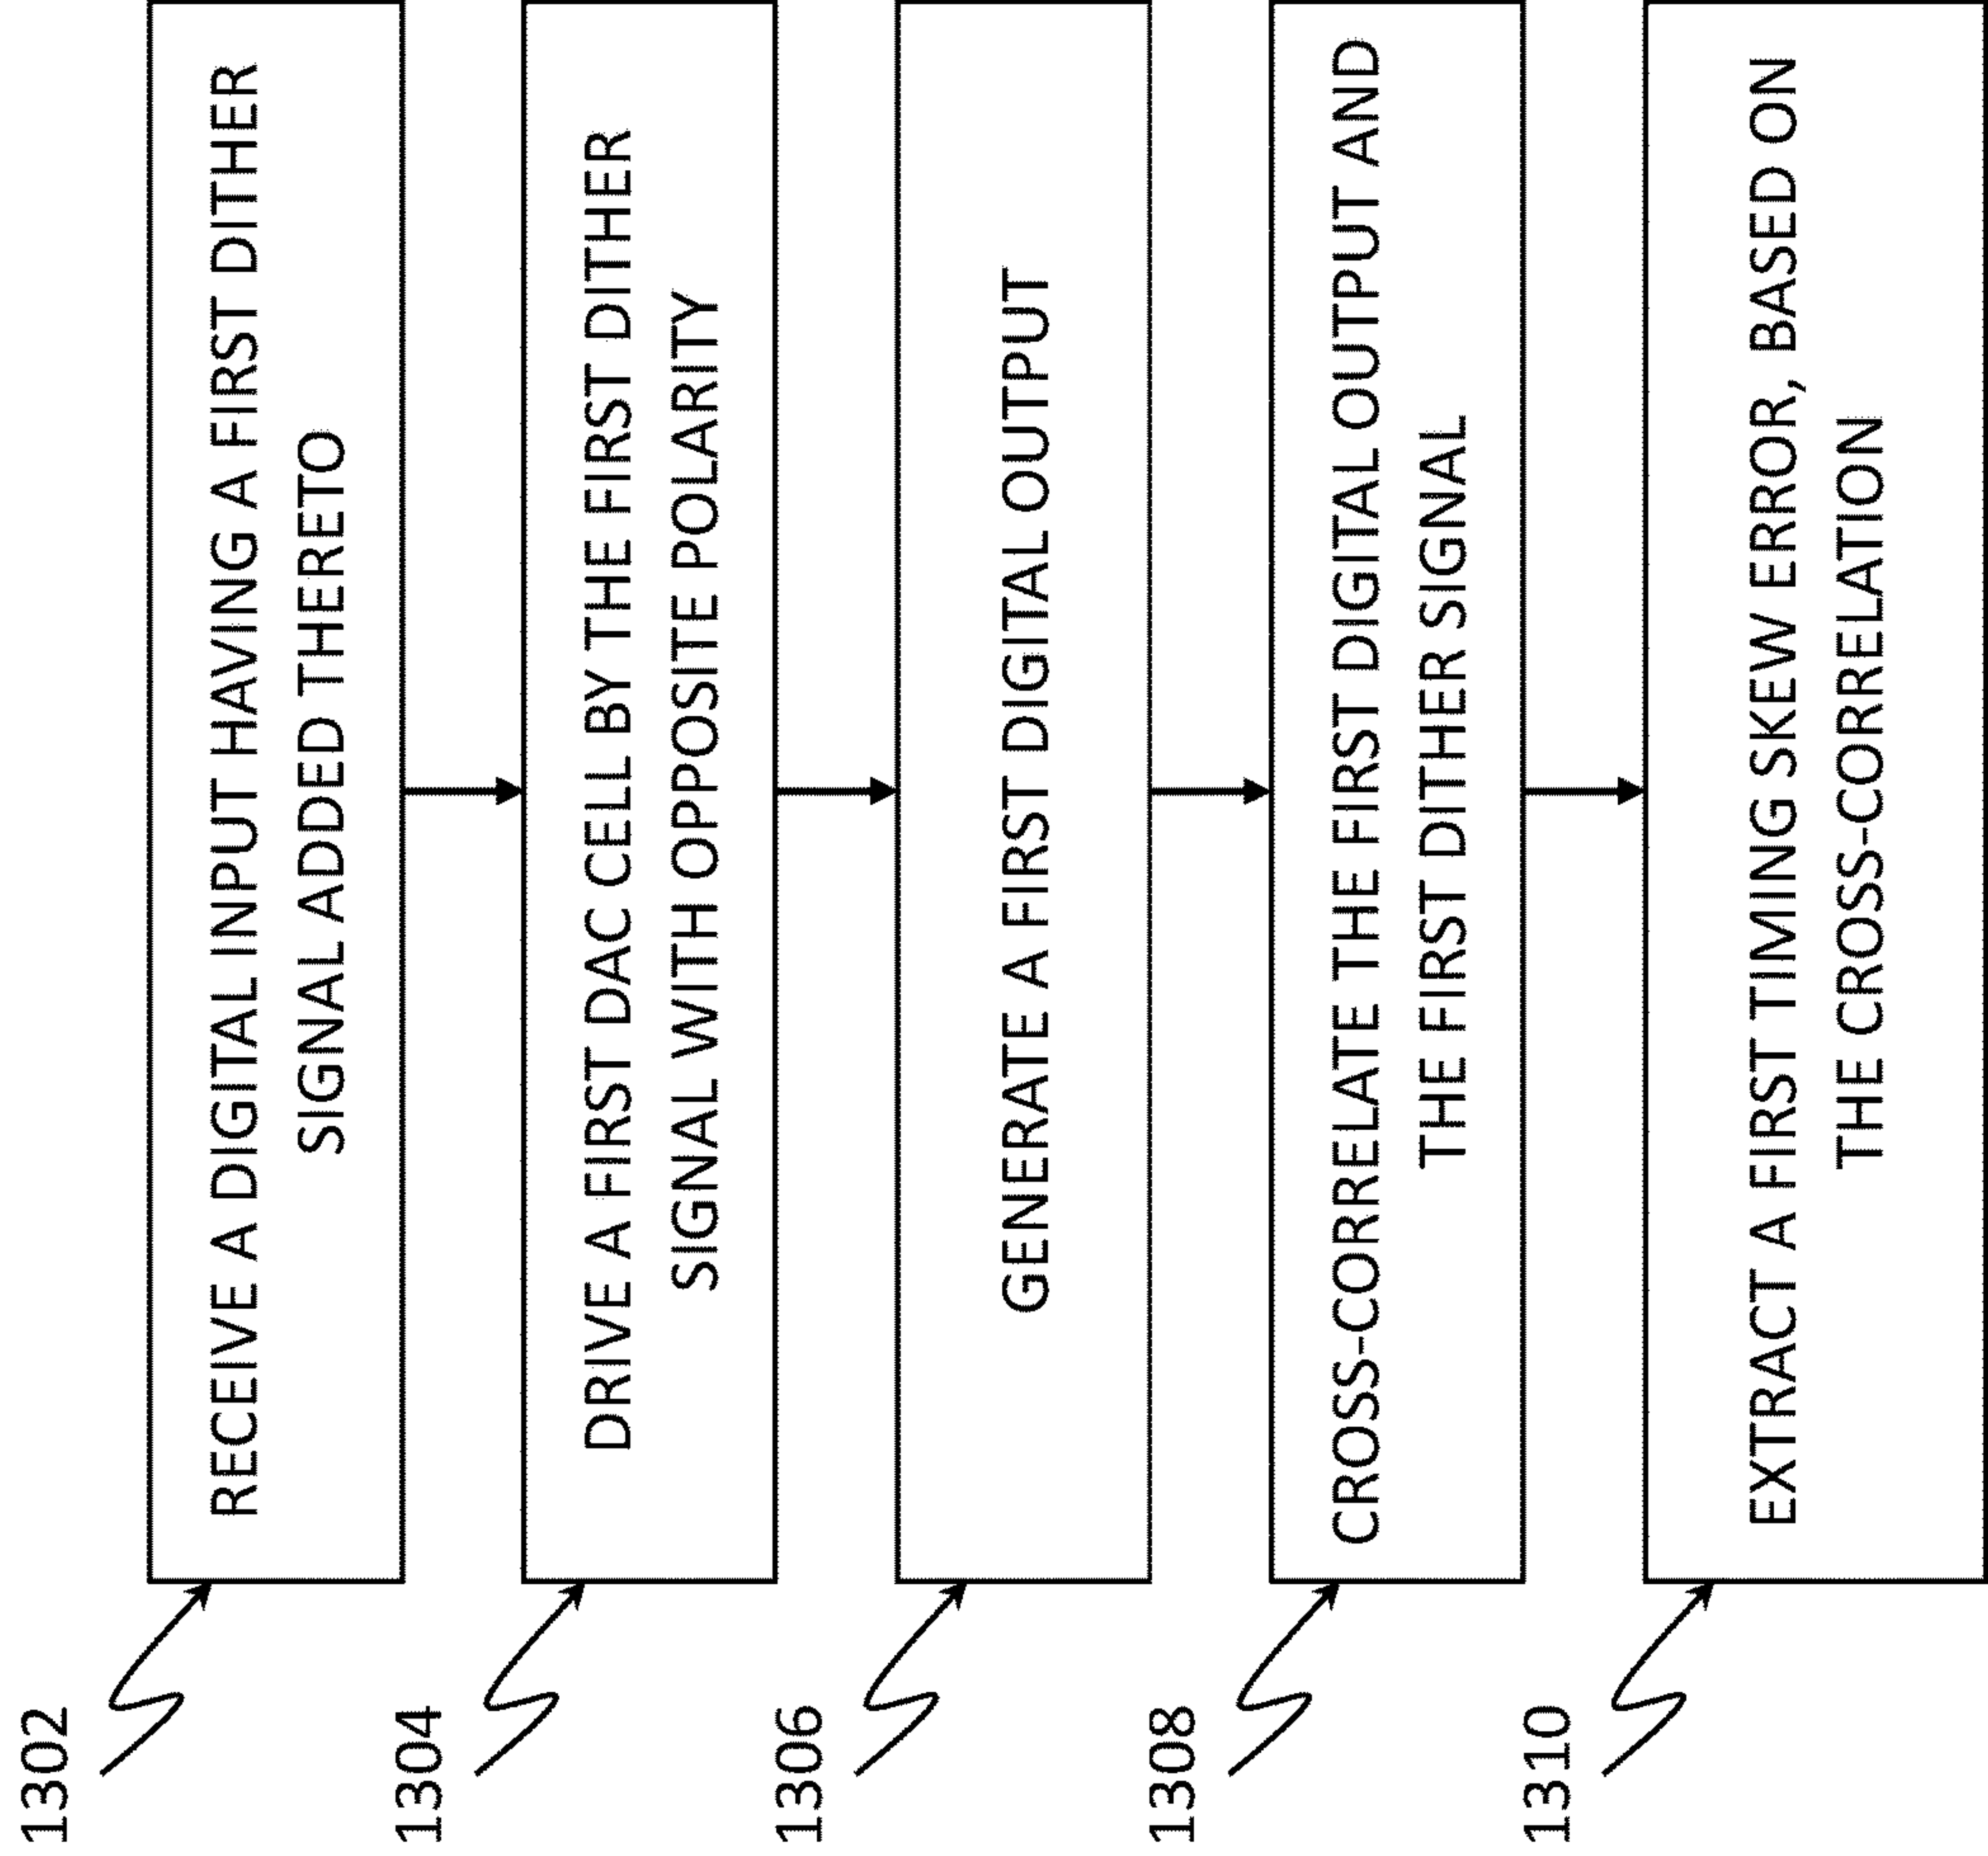 1302
RECEIVE A DIGITAL INPUT HAVING A FIRST DITHER
SIGNAL ADDED THERETO
1304
DRIVE A FIRST DAC CELL BY THE FIRST DITHER
SIGNAL WITH OPPOSITE POLARITY
1306
GENERATE A FIRST DIGITAL OUTPUT
1308
CROSS-CORRELATE THE FIRST DIGITAL OUTPUT AND
THE FIRST DITHER SIGNAL
1310
EXTRACT A FIRST TIMING SKEW ERROR, BASED ON
THE CROSS-CORRELATION